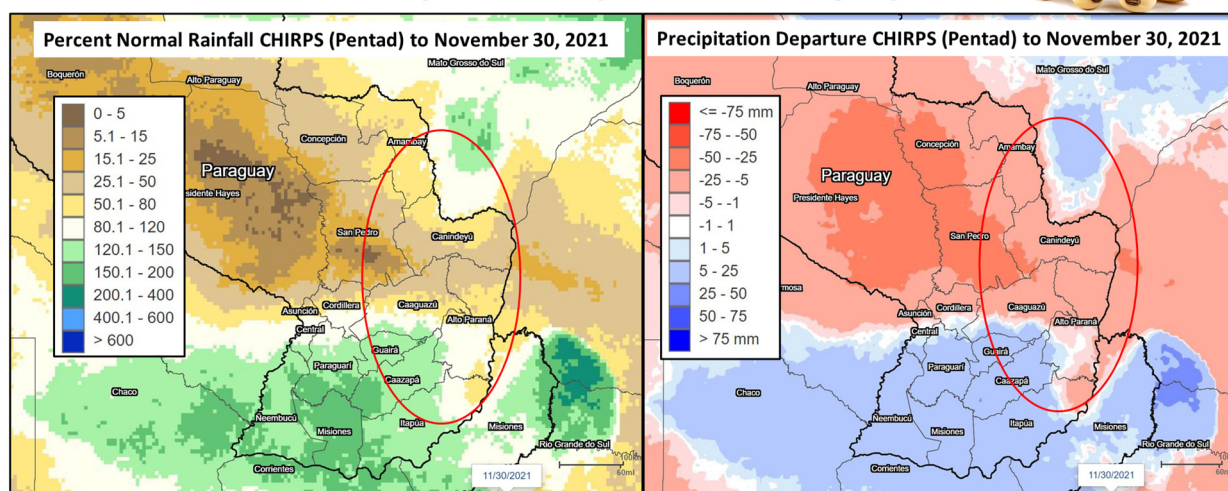 Percent Normal Rainfall CHIRPS (Pentad) to November 30, 2021
Boquerón
Alto Paraguay
Mato Grosso do Sul
0 - 5
5.1 - 15
15.1 - 25
25.1 - 50
50.1 - 80
80.1 - 120
120.1 - 150
150.1 - 200
200.1 - 400
400.1 - 600
> 600
Concepción
Amambay
Paraguay
residente Hayes
San Pedro
Canindeyú
Cordillera
Asunción
Caaguazú
Central
Alto Paraná
Guairá
Paraguarí
Caazapá
Chaco
Ñeembucú
Misiones
Itapúa
Misiones
Rio Grande do Sul
Corrientes
11/30/2021
60mi
Precipitation Departure CHIRPS (Pentad) to November 30, 2021
Mato Grosso do Sul
Boquerón
Alto Paraguay
<= -75 mm
-75 - -50
-50 - -25
-25 - -5
-5 - -1
-1 - 1
1 - 5
5 - 25
25 - 50
50 - 75
> 75 mm
Concepción
Amambay
Paraguay
Presidente Hayes
San Pedro
Canindeyú
rmosa
Cordillera
Asunción
Caaguazú
Central
Alto Paraná
Guairá
Paraguarí
Caazapá
Chaco
Ñeembucú
Misiones
Itapúa
Misiones
Rio Grande do Sul
Corrientes
11/30/2021